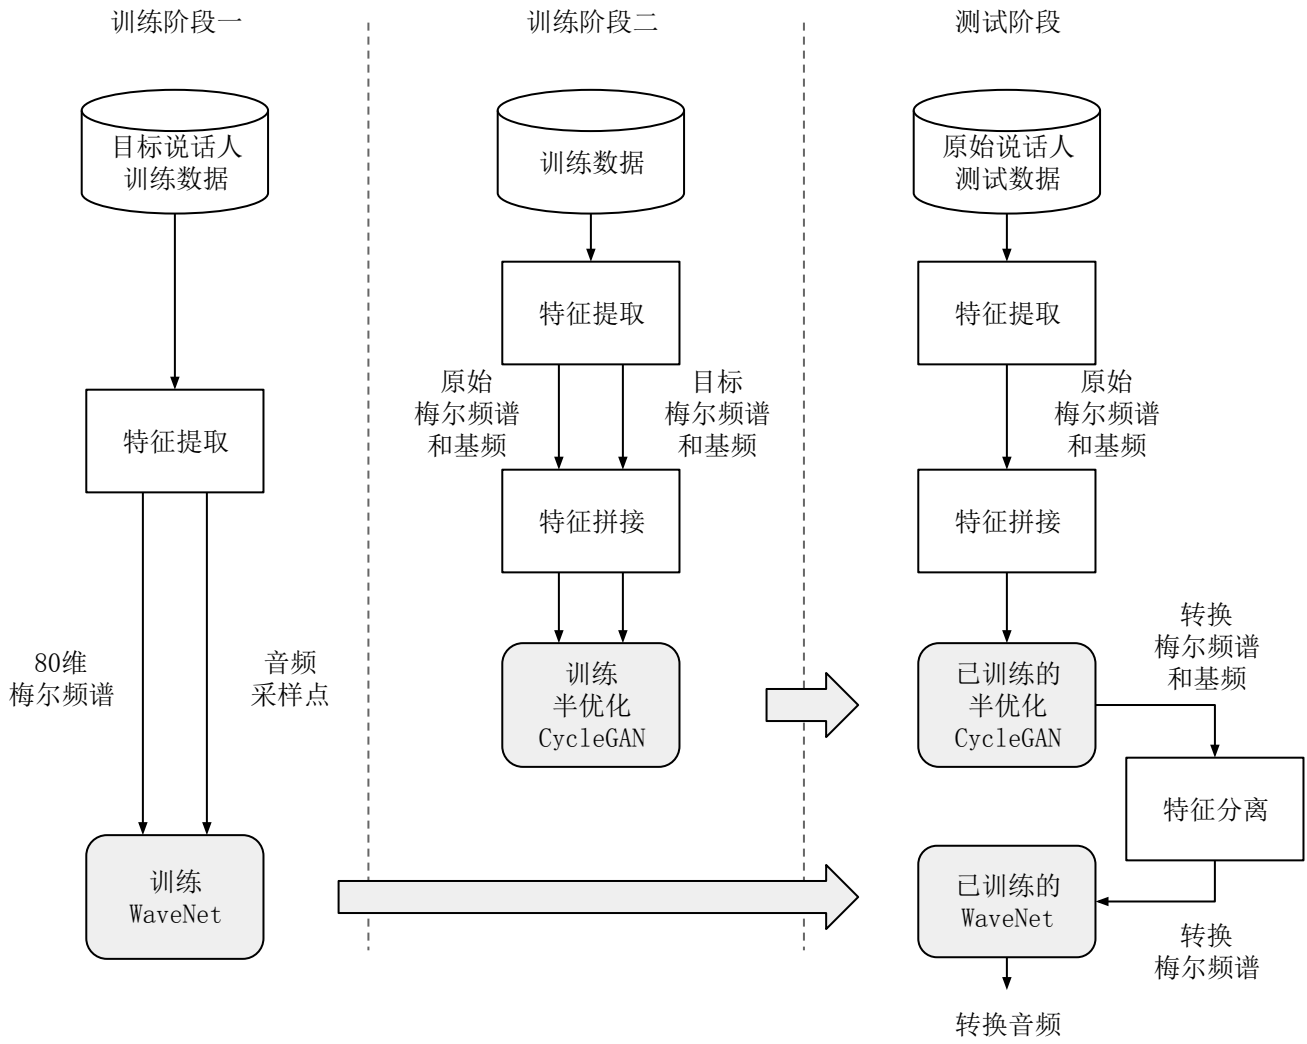 训练阶段一
训练阶段二
测试阶段
目标说话人
训练数据
训练数据
原始说话人
测试数据
特征提取
特征提取
特征提取
原始
梅尔频谱
和基频
目标
梅尔频谱
和基频
原始
梅尔频谱
和基频
特征拼接
特征拼接
80维
梅尔频谱
音频
采样点
训练
半优化
CycleGAN
已训练的
半优化
CycleGAN
转换
梅尔频谱
和基频
特征分离
训练
WaveNet
已训练的
WaveNet
转换
梅尔频谱
转换音频